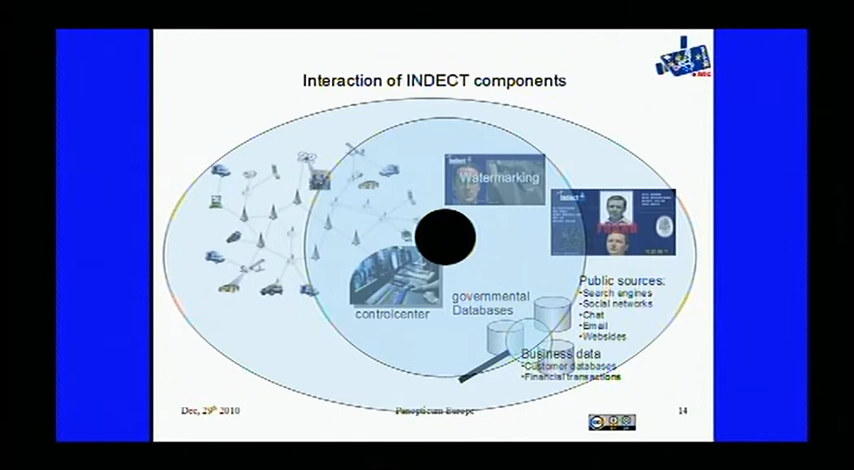 Interaction of INDECT components
Watermarking
controlcenter
governmental
Databases
Public sources:
•Search engines
•Social networks
•Chat
•Email
•Websides
Business data
•Customer databases
•Financial transactions
Dec, 29th 2010
Panopticum Europe
14